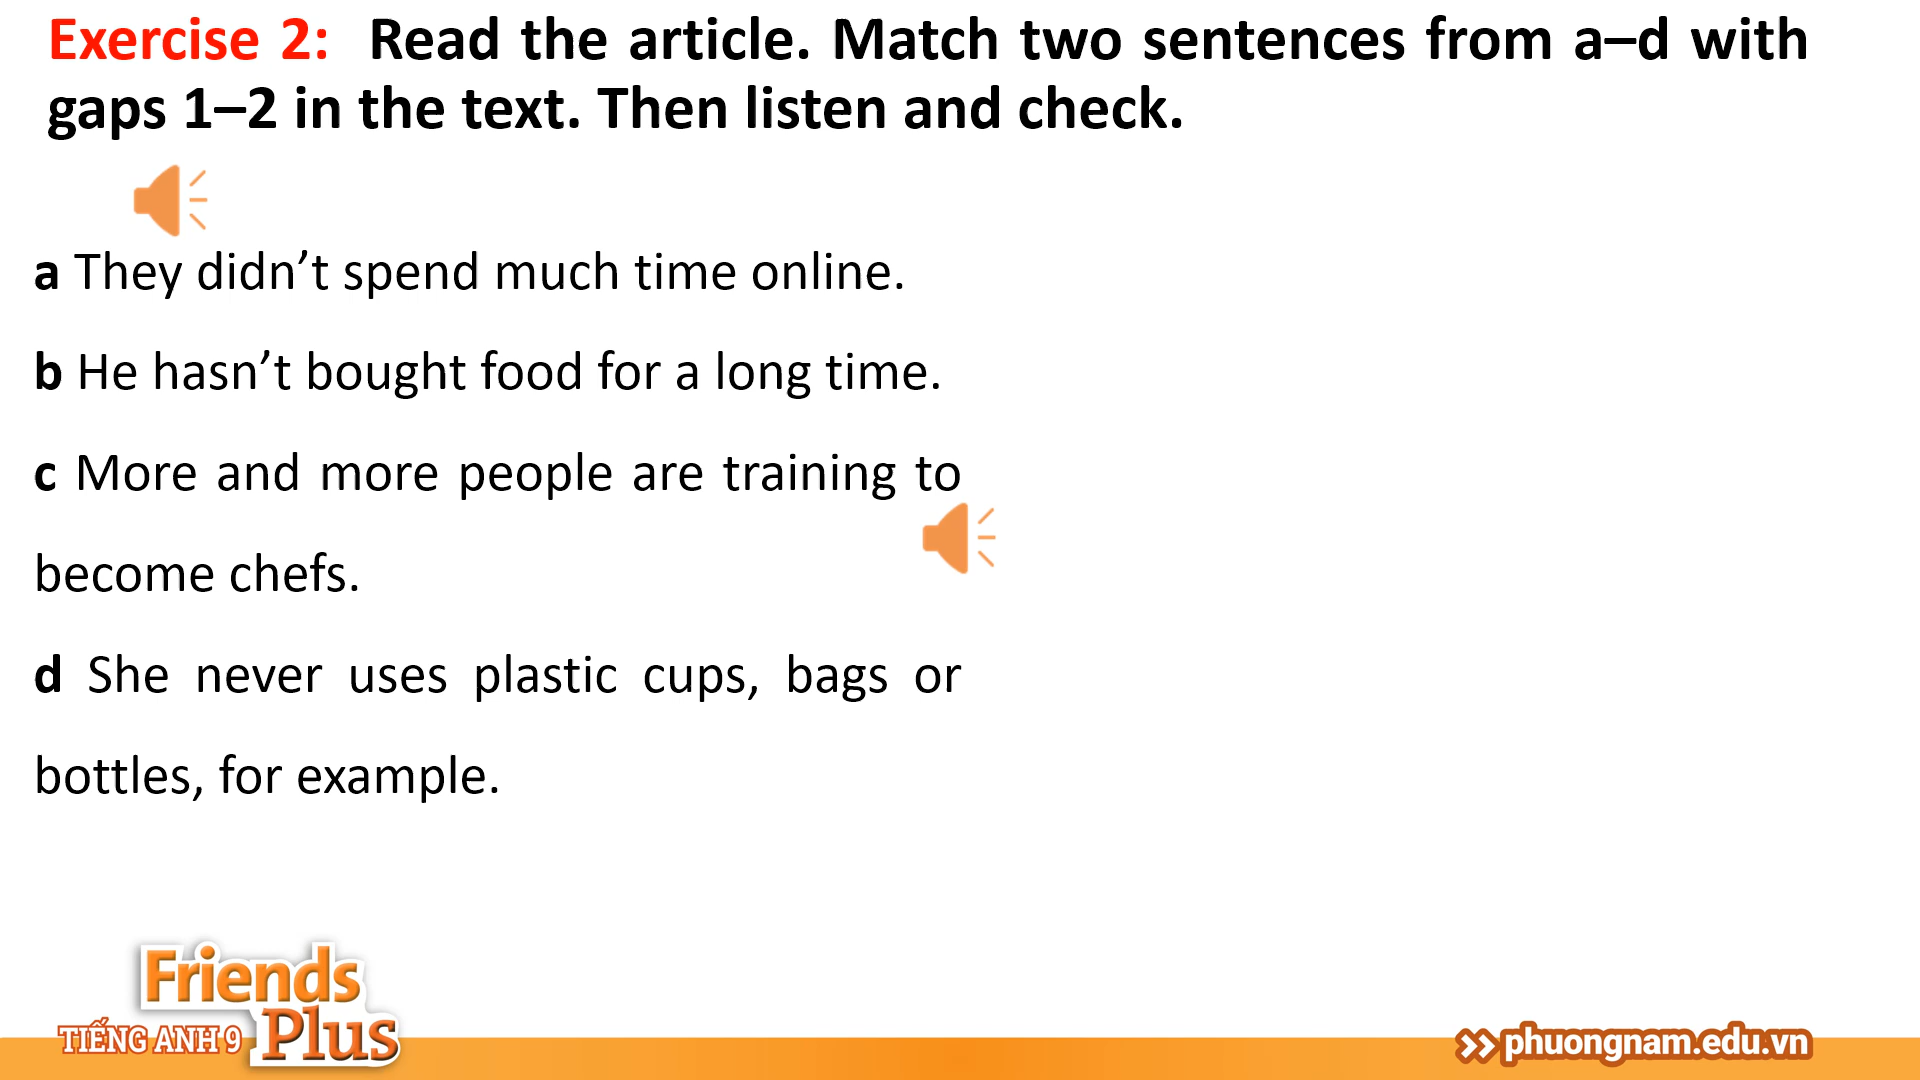 Exercise 2: Read the article. Match two sentences from a–d with
gaps 1–2 in the text. Then listen and check.
a They didn’t spend much time online.
b He hasn’t bought food for a long time.
c More and more people are training to
become chefs.
d She never uses plastic cups, bags or
bottles, for example.
Friends
Plus
TIẾNG ANH 9
phuongnam.edu.vn